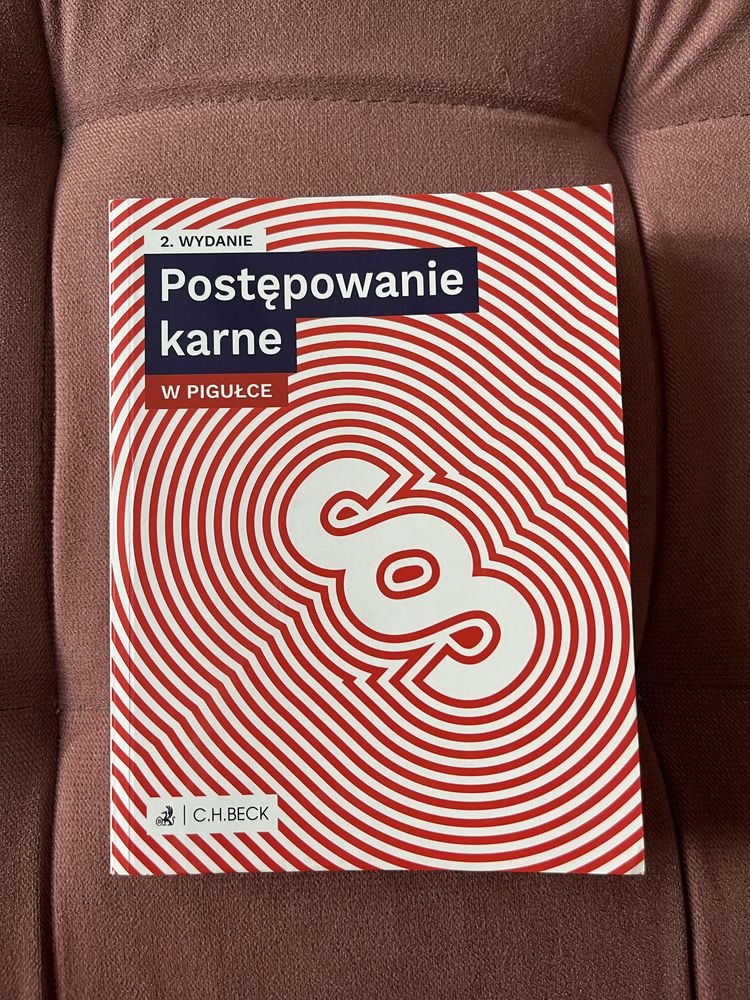 2. WYDANIE
Postępowanie
karne
W PIGUŁCE
§
C.H.BECK